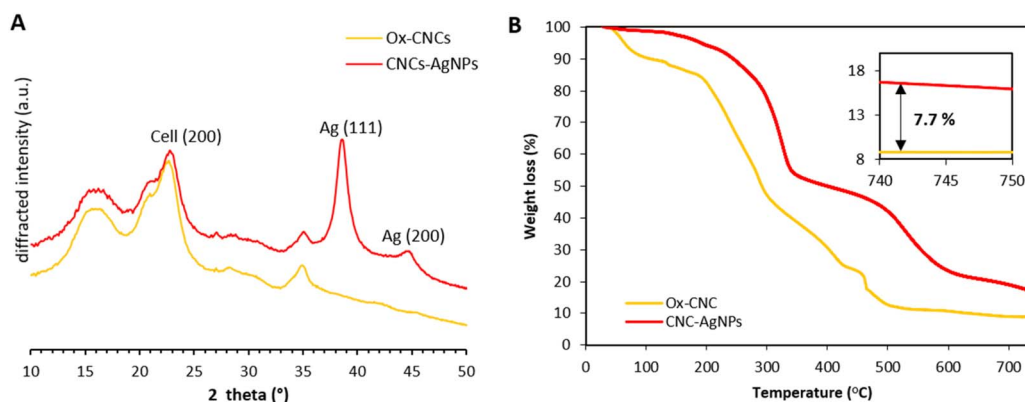 A
Ox-CNCs
CNCs-AgNPs
Cell (200)
Ag (111)
Ag (200)
diffracted intensity (a.u.)
10 15 20 25 30 35 40 45 50
2 theta (°)
B
100
90
80
70
60
50
40
30
20
10
0
Weight loss (%)
18
13
8
7.7 %
740 745 750
Ox-CNC
CNC-AgNPs
0 100 200 300 400 500 600 700
Temperature (⁰C)